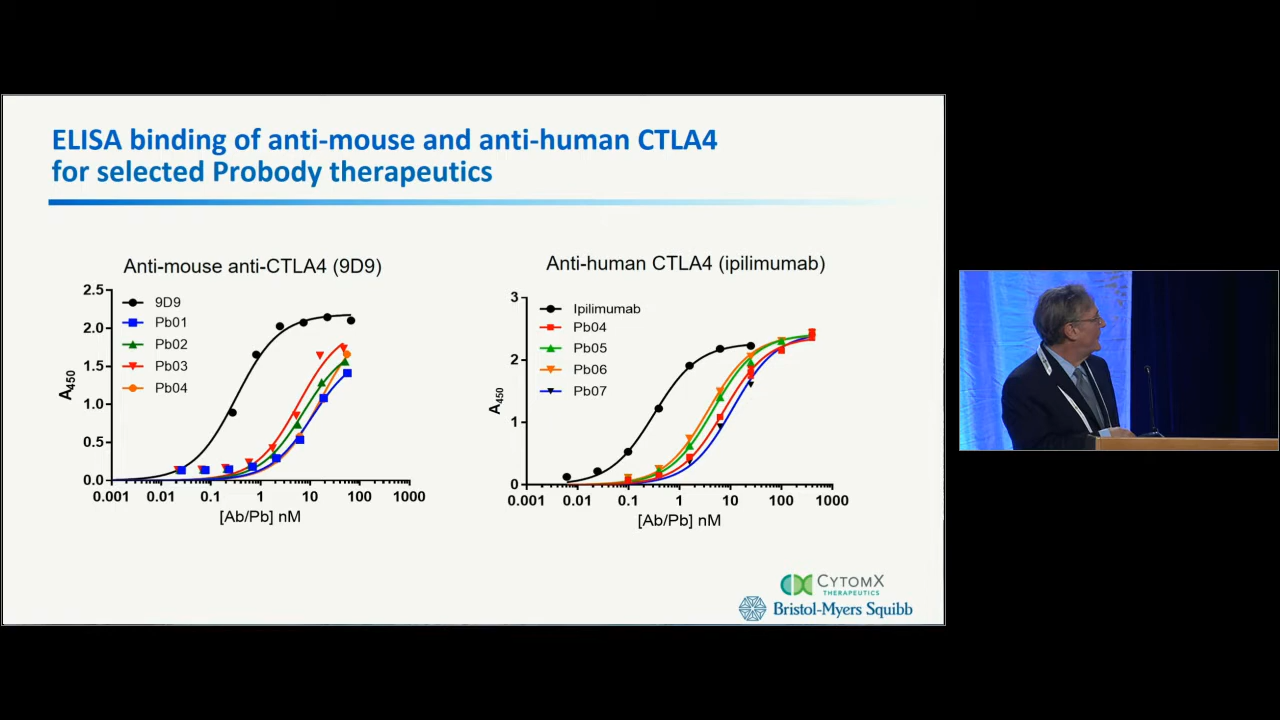 ELISA binding of anti-mouse and anti-human CTLA4
for selected Probody therapeutics
Anti-mouse anti-CTLA4 (9D9)
2.5
2.0
1.5
1.0
0.5
0.0
A450
9D9
Pb01
Pb02
Pb03
Pb04
0.001 0.01 0.1 1 10 100 1000
[Ab/Pb] nM
Anti-human CTLA4 (ipilimumab)
3
2
1
0
A450
Ipilimumab
Pb04
Pb05
Pb06
Pb07
0.001 0.01 0.1 1 10 100 1000
[Ab/Pb] nM
CYTOMX
THERAPEUTICS
Bristol-Myers Squibb